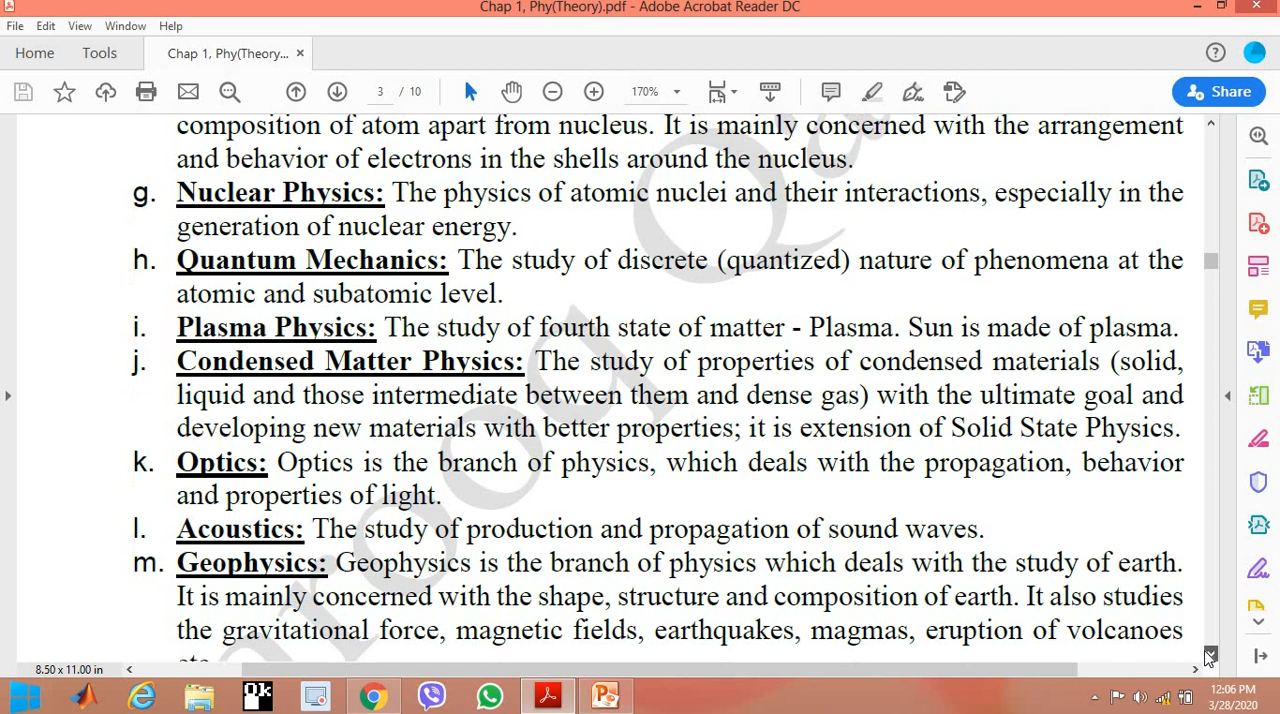 Chap 1, Phy(Theory).pdf - Adobe Acrobat Reader DC
File Edit View Window Help
Home Tools Chap 1, Phy(Theory... ×
3 / 10 170% Share
composition of atom apart from nucleus. It is mainly concerned with the arrangement
and behavior of electrons in the shells around the nucleus.
g. Nuclear Physics: The physics of atomic nuclei and their interactions, especially in the
generation of nuclear energy.
h. Quantum Mechanics: The study of discrete (quantized) nature of phenomena at the
atomic and subatomic level.
i. Plasma Physics: The study of fourth state of matter - Plasma. Sun is made of plasma.
j. Condensed Matter Physics: The study of properties of condensed materials (solid,
liquid and those intermediate between them and dense gas) with the ultimate goal and
developing new materials with better properties; it is extension of Solid State Physics.
k. Optics: Optics is the branch of physics, which deals with the propagation, behavior
and properties of light.
l. Acoustics: The study of production and propagation of sound waves.
m. Geophysics: Geophysics is the branch of physics which deals with the study of earth.
It is mainly concerned with the shape, structure and composition of earth. It also studies
the gravitational force, magnetic fields, earthquakes, magmas, eruption of volcanoes
8.50 x 11.00 in
12:06 PM
3/28/2020